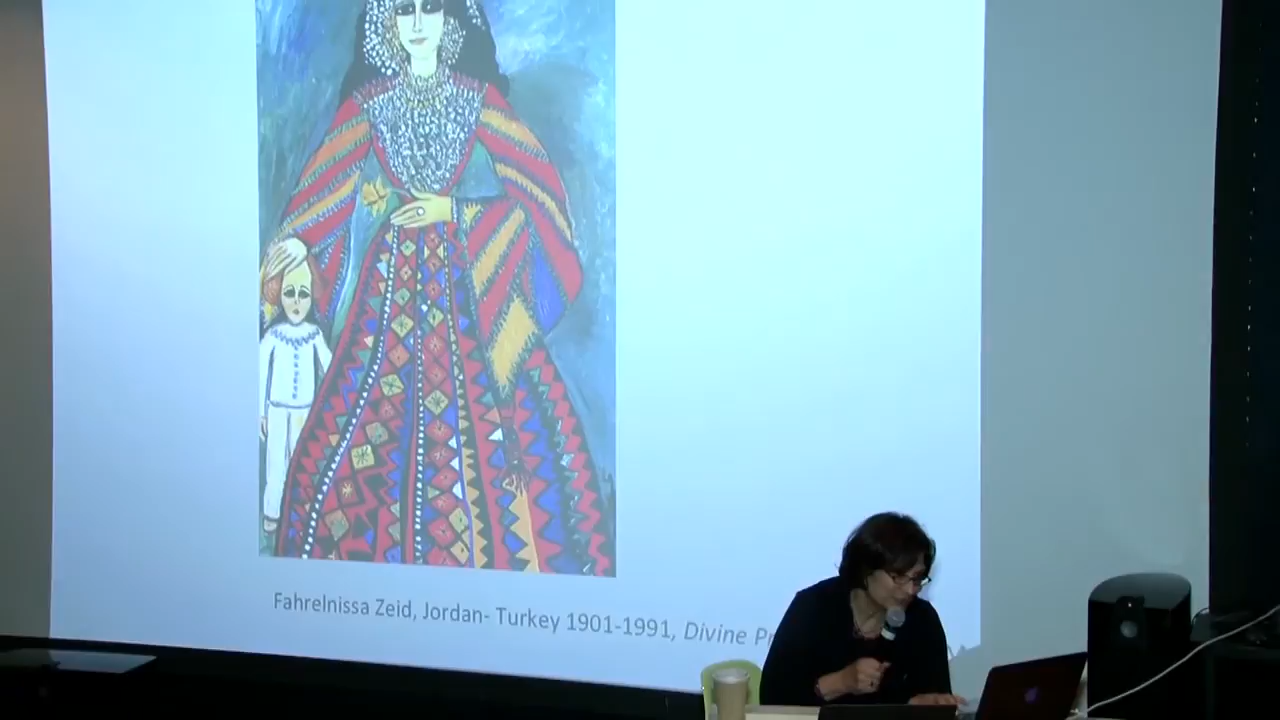 Fahrelnissa Zeid, Jordan- Turkey 1901-1991, Divine